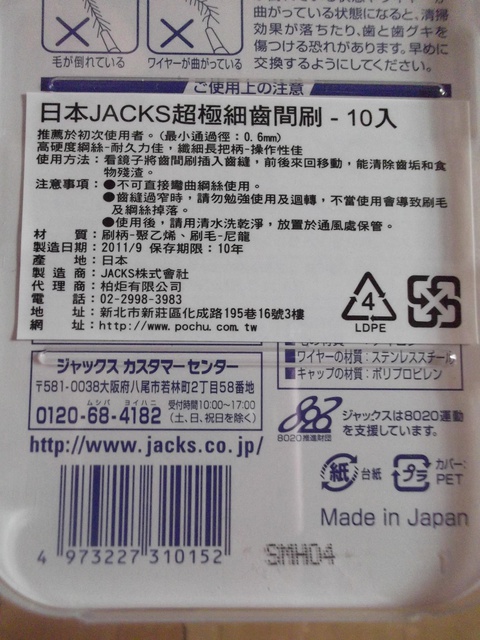 曲がっている状態になると、清掃
効果が落ちたり、歯と歯グキを
傷つける恐れがあります。早めに
交換するようにしてください。
毛が倒れている
ワイヤーが曲がっている
ご使用上の注意
日本JACKS超極細齒間刷 - 10入
推薦於初次使用者。(最小通過徑：0.6mm)
高硬度鋼絲-耐久力佳，纖細長把柄-操作性佳
使用方法：看鏡子將齒間刷插入齒縫，前後來回移動，能清除齒垢和食
物殘渣。
注意事項：●不可直接彎曲鋼絲使用。
●齒縫過窄時，請勿勉強使用及迴轉，不當使用會導致刷毛
及鋼絲掉落。
●使用後，請用清水洗乾淨，放置於通風處保管。
材　　質：刷柄-聚乙烯、刷毛-尼龍
製造日期：2011/9 保存期限：10年
產　　地：日本
製 造 商：JACKS株式會社
代 理 商：柏炬有限公司
電　　話：02-2998-3983
地　　址：新北市新莊區化成路195巷16號3樓
網　　址：http://www.pochu.com.tw
4
LDPE
ジャックス カスタマーセンター
〒581-0038大阪府八尾市若林町2丁目58番地
ムシバ ヨイハニ
0120-68-4182 受付時間10:00〜17:00
(土、日、祝日を除く)
http://www.jacks.co.jp/
■ワイヤーの材質：ステンレススチール
■キャップの材質：ポリプロピレン
8020推進財団
ジャックスは8020運動
を支援しています。
紙 台紙
プラ カバー：
PET
Made in Japan
4 973227 310152
SMH04